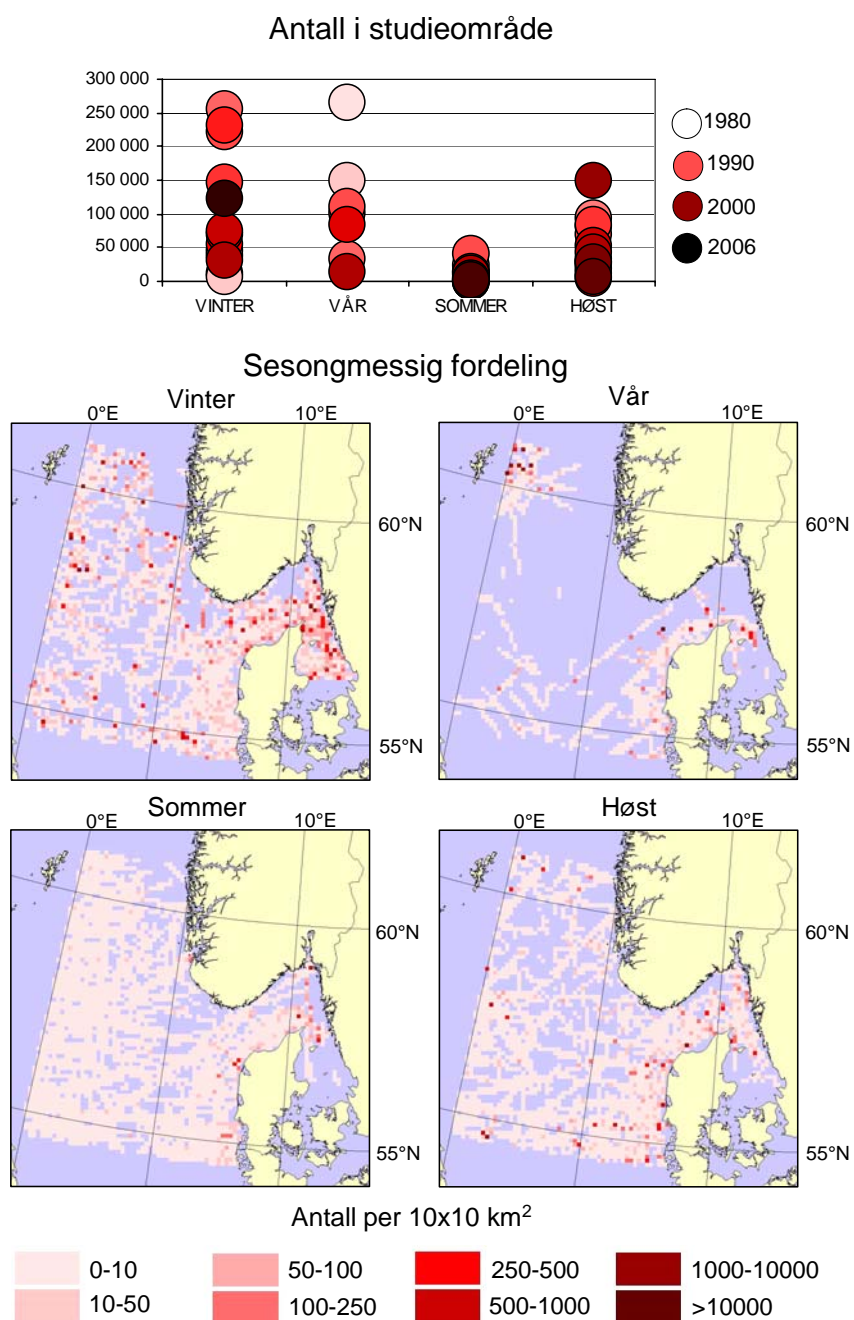 Antall i studieområde
300 000
250 000
200 000
150 000
100 000
50 000
0
VINTER VÅR SOMMER HØST
1980
1990
2000
2006
Sesongmessig fordeling
Vinter Vår
0°E 10°E 0°E 10°E
60°N 60°N
55°N 55°N
Sommer Høst
0°E 10°E 0°E 10°E
60°N 60°N
55°N 55°N
Antall per 10x10 km²
0-10 50-100 250-500 1000-10000
10-50 100-250 500-1000 >10000